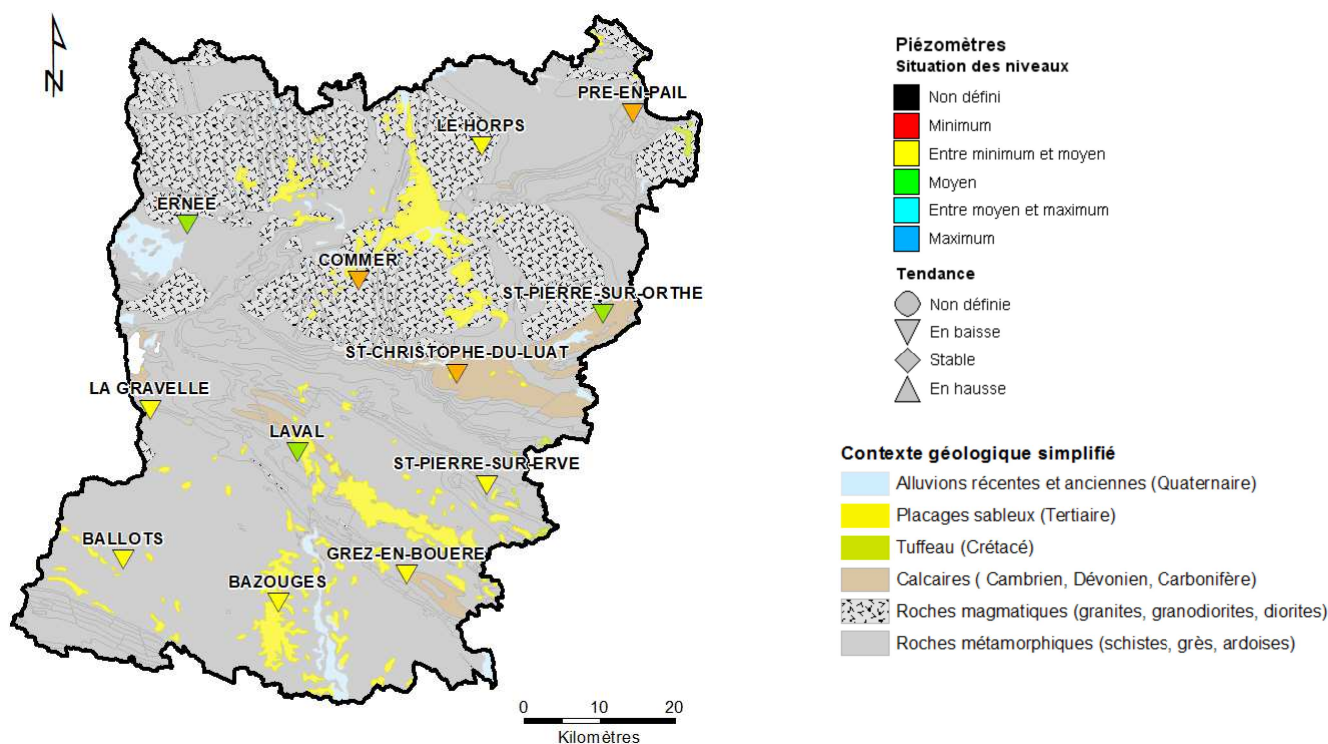 N
PRE-EN-PAIL
LE HORPS
ERNEE
COMMER
ST-PIERRE-SUR-ORTHE
ST-CHRISTOPHE-DU-LUAT
LA GRAVELLE
LAVAL
ST-PIERRE-SUR-ERVE
BALLOTS
GREZ-EN-BOUERE
BAZOUGES
0 10 20
Kilomètres
Piézomètres
Situation des niveaux
Non défini
Minimum
Entre minimum et moyen
Moyen
Entre moyen et maximum
Maximum
Tendance
Non définie
En baisse
Stable
En hausse
Contexte géologique simplifié
Alluvions récentes et anciennes (Quaternaire)
Placages sableux (Tertiaire)
Tuffeau (Crétacé)
Calcaires ( Cambrien, Dévonien, Carbonifère)
Roches magmatiques (granites, granodiorites, diorites)
Roches métamorphiques (schistes, grès, ardoises)